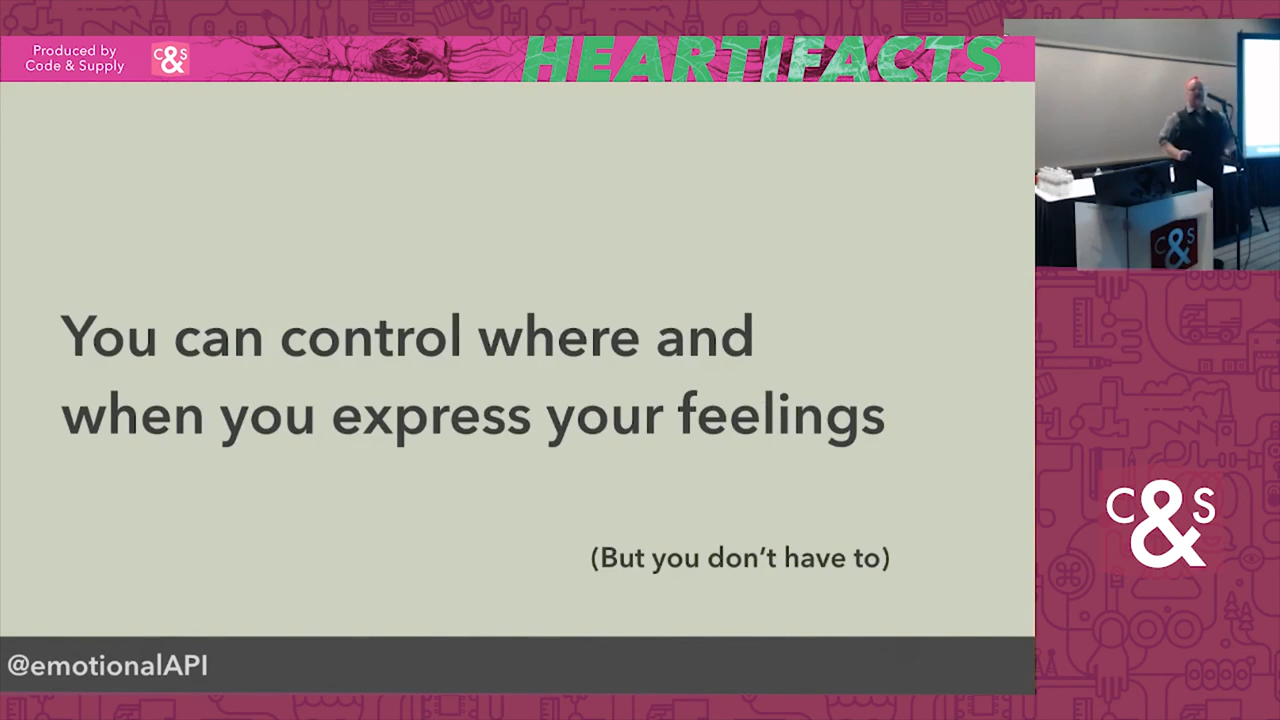 Produced by
Code & Supply
C&S
HEARTIFACTS
You can control where and
when you express your feelings
(But you don't have to)
@emotionalAPI
C&S
C&S